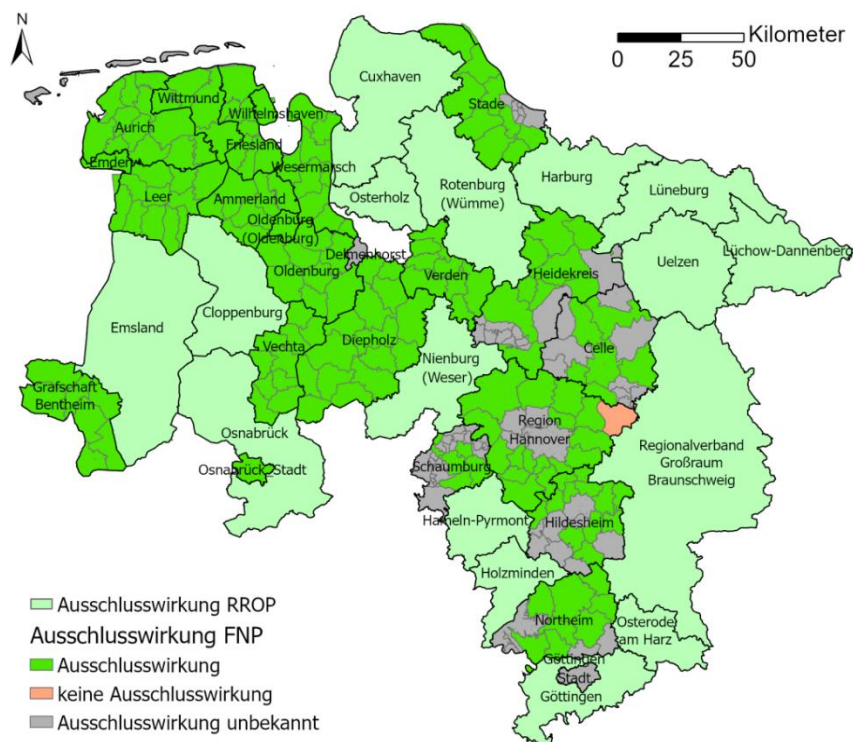 N
Kilometer
0 25 50
Cuxhaven
Stade
Wittmund
Wilhelmshaven
Aurich
Friesland
Emden
Wesermarsch
Leer
Ammerland
Osterholz
Rotenburg
(Wümme)
Harburg
Lüneburg
Oldenburg
(Oldenburg)
Delmenhorst
Lüchow-Dannenberg
Uelzen
Oldenburg
Verden
Heidekreis
Emsland
Cloppenburg
Vechta
Diepholz
Celle
Nienburg
(Weser)
Grafschaft
Bentheim
Osnabrück
Region
Hannover
Regionalverband
Großraum
Braunschweig
Osnabrück_Stadt
Schaumburg
Hameln-Pyrmont
Hildesheim
Holzminden
Northeim
Osterode
am Harz
Göttingen
Stadt
Göttingen
Ausschlusswirkung RROP
Ausschlusswirkung FNP
Ausschlusswirkung
keine Ausschlusswirkung
Ausschlusswirkung unbekannt